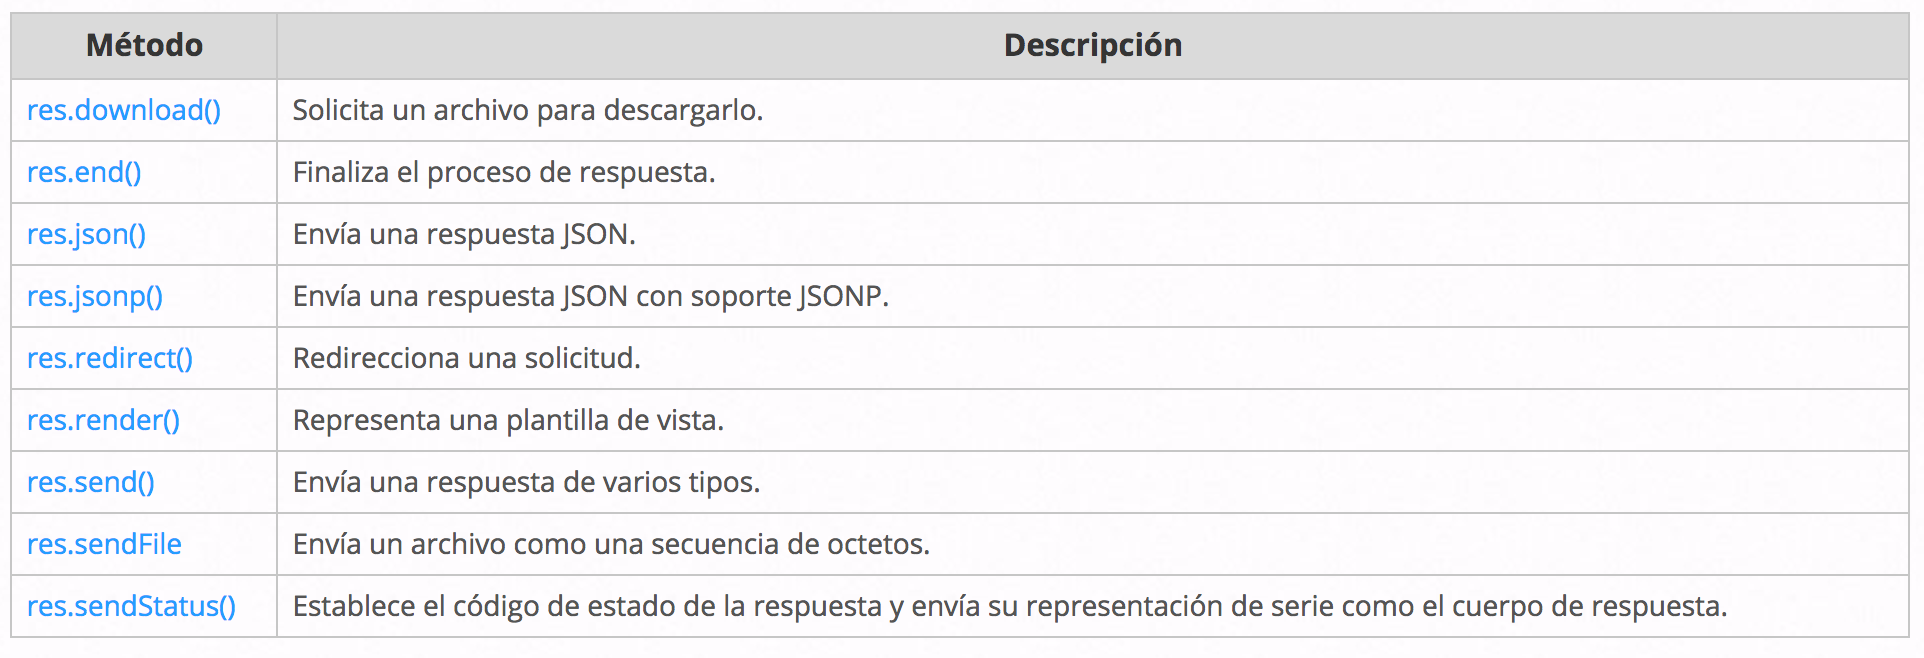 Método Descripción
res.download() Solicita un archivo para descargarlo.
res.end() Finaliza el proceso de respuesta.
res.json() Envía una respuesta JSON.
res.jsonp() Envía una respuesta JSON con soporte JSONP.
res.redirect() Redirecciona una solicitud.
res.render() Representa una plantilla de vista.
res.send() Envía una respuesta de varios tipos.
res.sendFile Envía un archivo como una secuencia de octetos.
res.sendStatus() Establece el código de estado de la respuesta y envía su representación de serie como el cuerpo de respuesta.